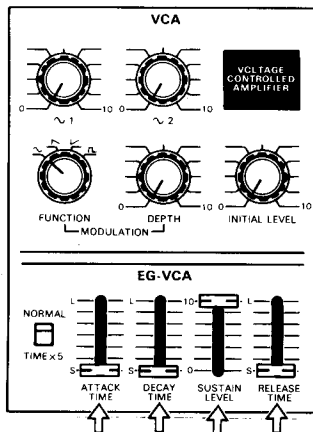 VCA
VOLTAGE
CONTROLLED
AMPLIFIER
0 10 0 10
∿ 1 ∿ 2
0 10 0 10
FUNCTION DEPTH INITIAL LEVEL
MODULATION
EG-VCA
NORMAL
TIME×5
L L 10 L
S S 0 S
ATTACK TIME
DECAY TIME
SUSTAIN LEVEL
RELEASE TIME